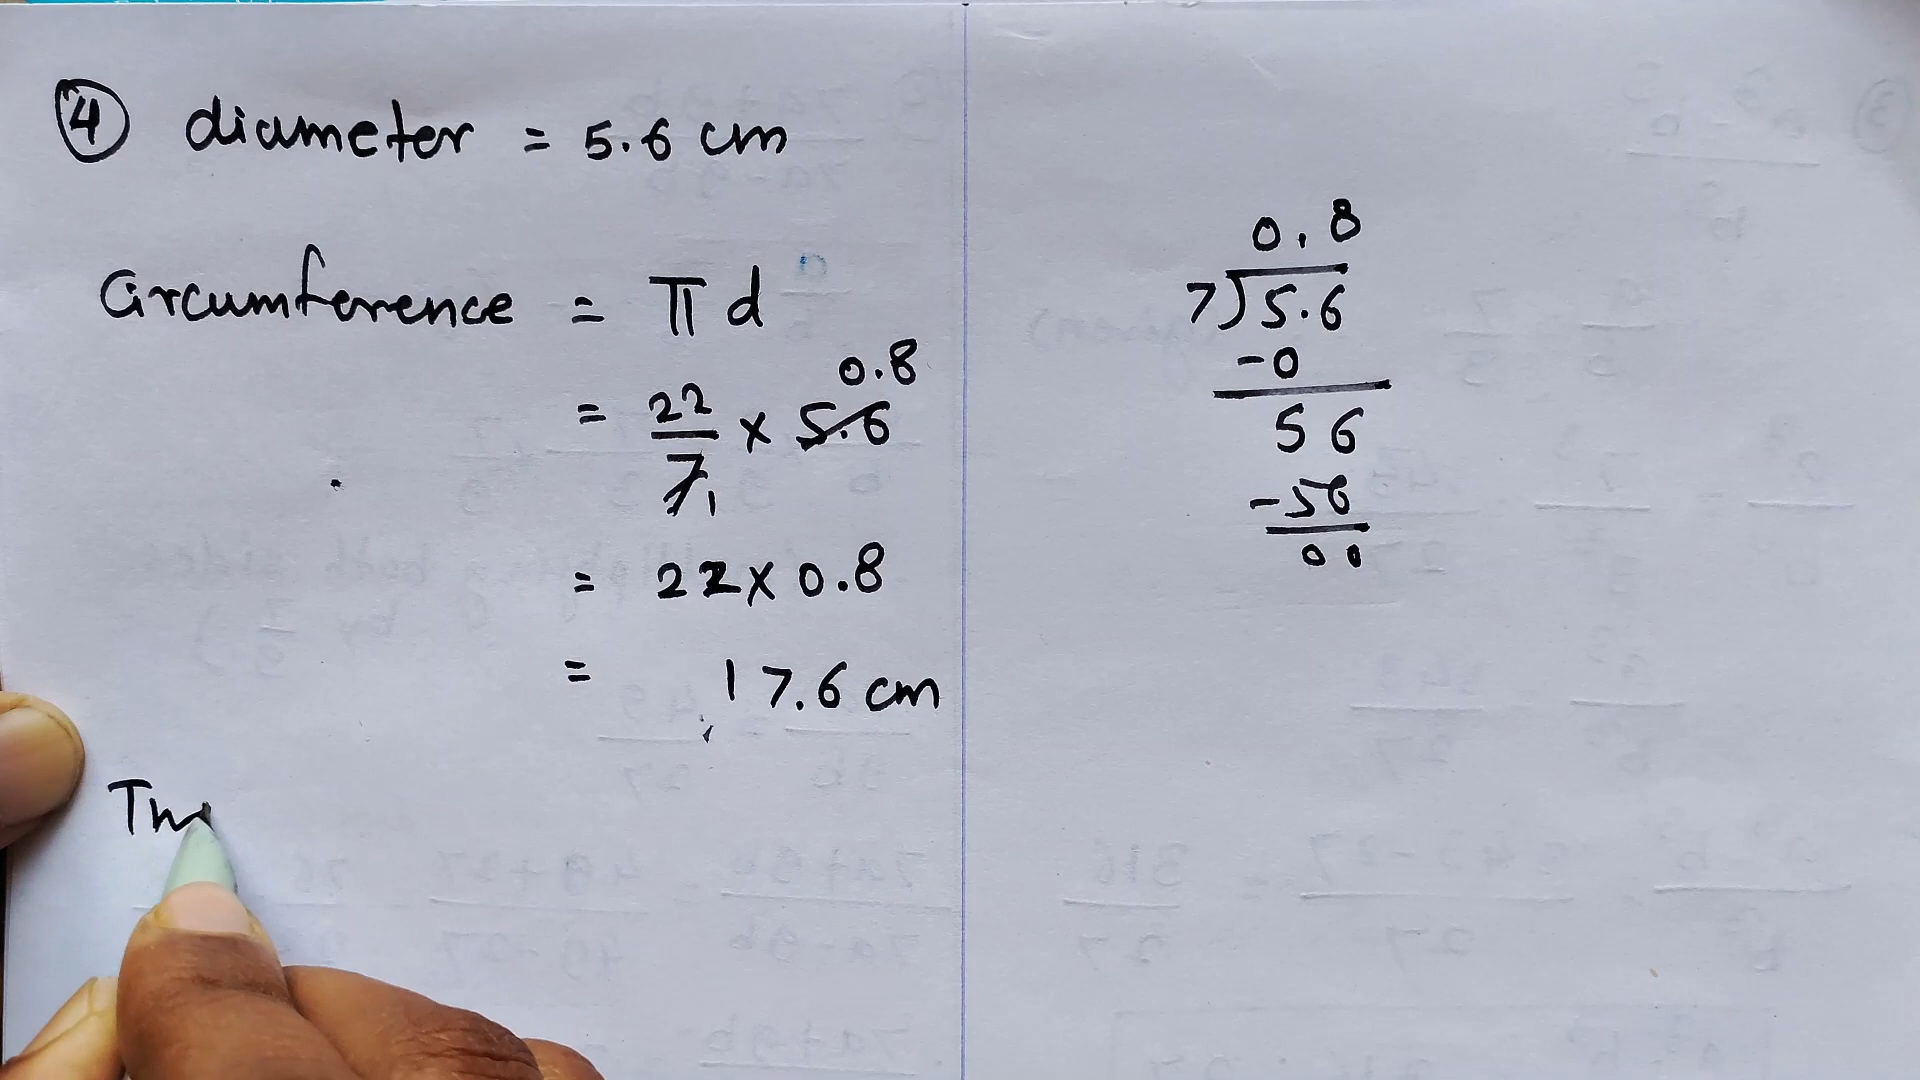 ④ diameter = 5.6 cm
Circumference = π d
0.8
= 22/7 × 5.6
1
= 22 × 0.8
= 17.6 cm
0.8
7)5.6
-0
56
-56
00